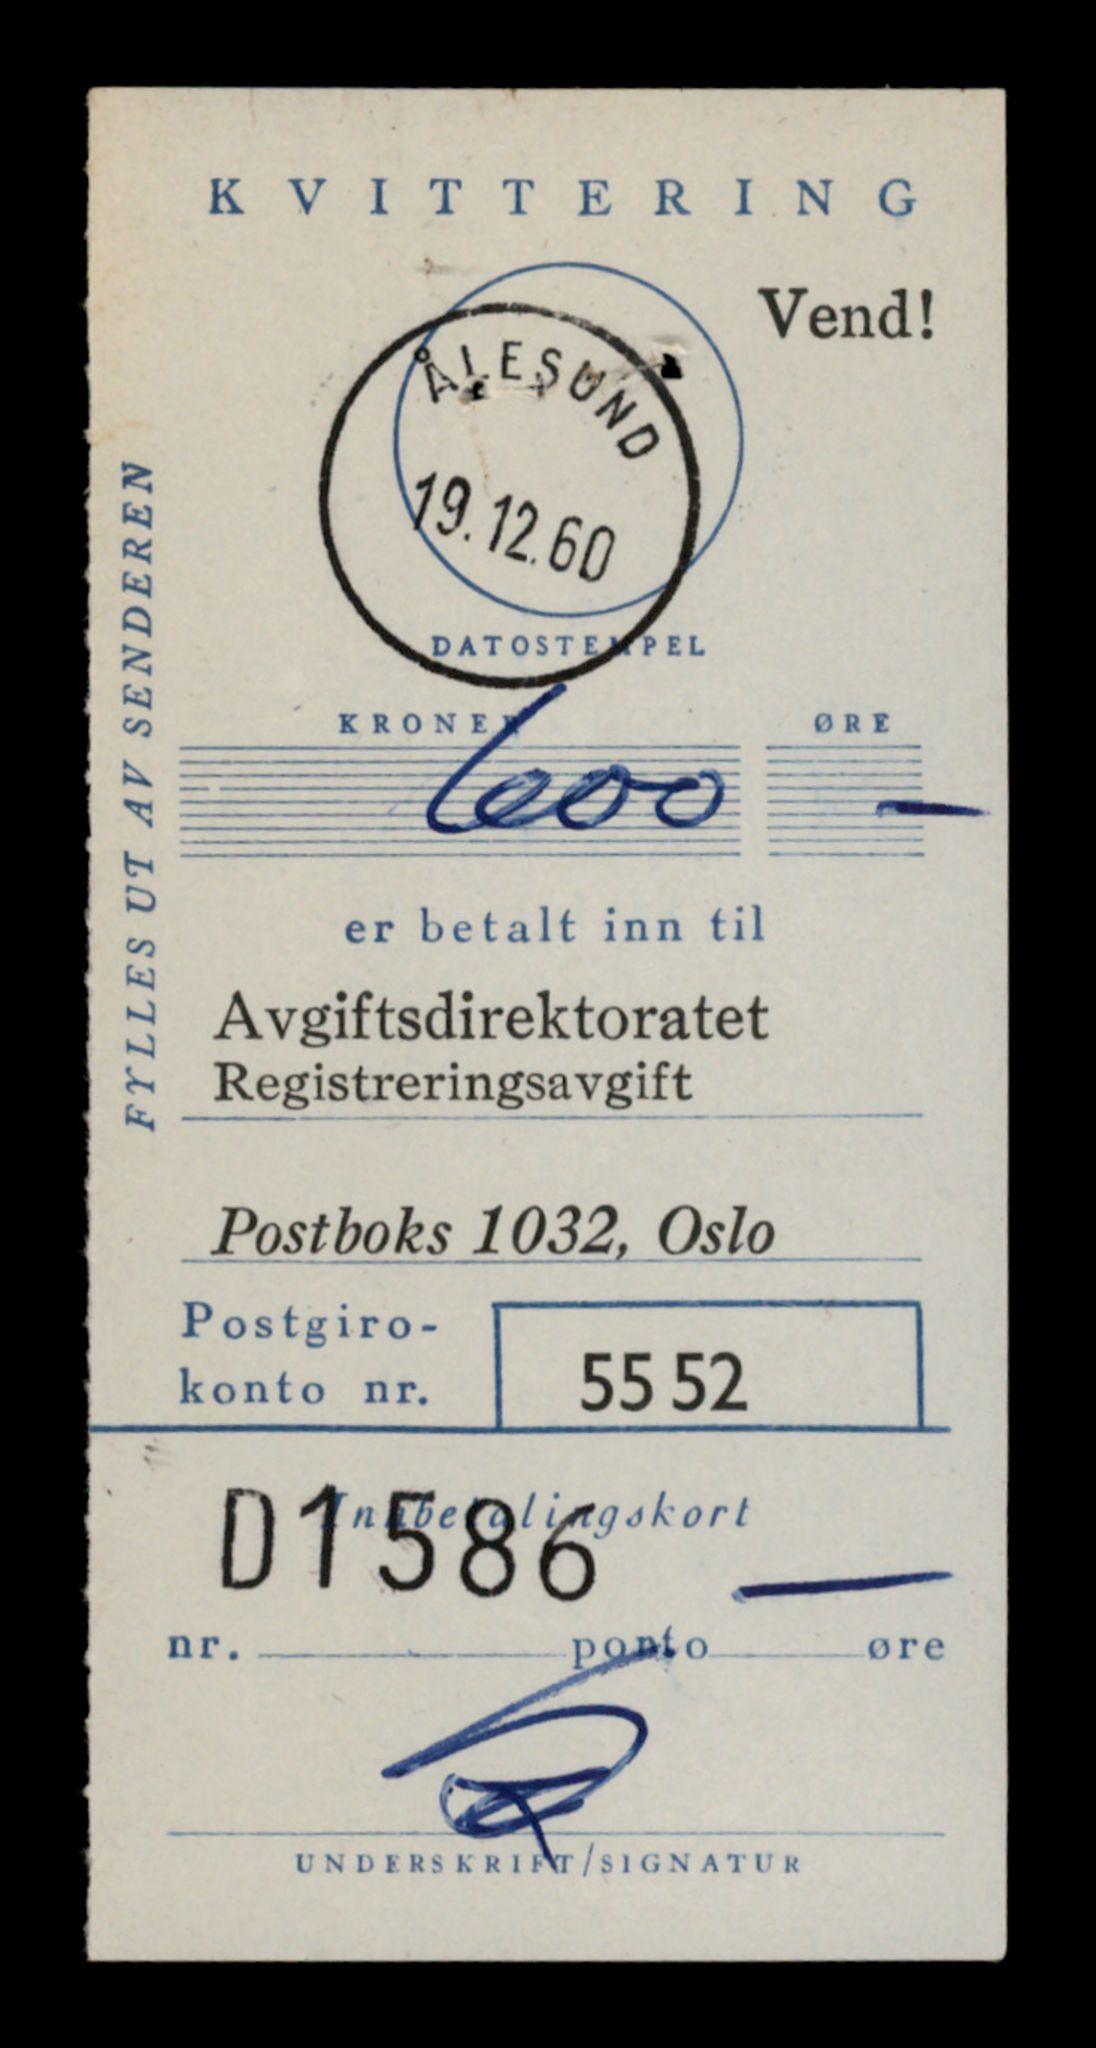 KVITTERING
Vend!
ÅLESUND
19.12.60
DATOSTEMPEL
KRONER ØRE
600 —
er betalt inn til
Avgiftsdirektoratet
Registreringsavgift
Postboks 1032, Oslo
Postgiro-
konto nr. 55 52
Innbetalingskort
D1586 —
nr. porto øre
UNDERSKRIFT/SIGNATUR
FYLLES UT AV SENDEREN